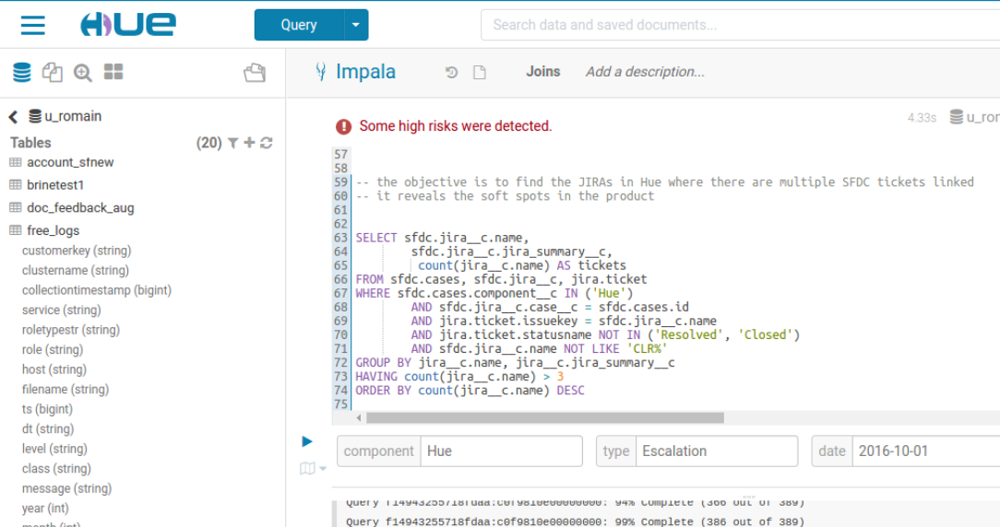 HUE
Query
Search data and saved documents...
Impala
Joins
Add a description...
u_romain
Tables
(20)
account_sfnew
brinetest1
doc_feedback_aug
free_logs
customerkey (string)
clustername (string)
collectiontimestamp (bigint)
service (string)
roletypestr (string)
role (string)
host (string)
filename (string)
ts (bigint)
dt (string)
level (string)
class (string)
message (string)
year (int)
month (int)
Some high risks were detected.
4.33s
u_ror
57
58
59 -- the objective is to find the JIRAs in Hue where there are multiple SFDC tickets linked
60 -- it reveals the soft spots in the product
61
62
63 SELECT sfdc.jira__c.name,
64 sfdc.jira__c.jira_summary__c,
65 count(jira__c.name) AS tickets
66 FROM sfdc.cases, sfdc.jira__c, jira.ticket
67 WHERE sfdc.cases.component__c IN ('Hue')
68 AND sfdc.jira__c.case__c = sfdc.cases.id
69 AND jira.ticket.issuekey = sfdc.jira__c.name
70 AND jira.ticket.statusname NOT IN ('Resolved', 'Closed')
71 AND sfdc.jira__c.name NOT LIKE 'CLR%'
72 GROUP BY jira__c.name, jira__c.jira_summary__c
73 HAVING count(jira__c.name) > 3
74 ORDER BY count(jira__c.name) DESC
75
component Hue
type Escalation
date 2016-10-01
Query f14943255718fdaa:c0f9810e00000000: 94% Complete (366 out of 389)
Query f14943255718fdaa:c0f9810e00000000: 99% Complete (386 out of 389)